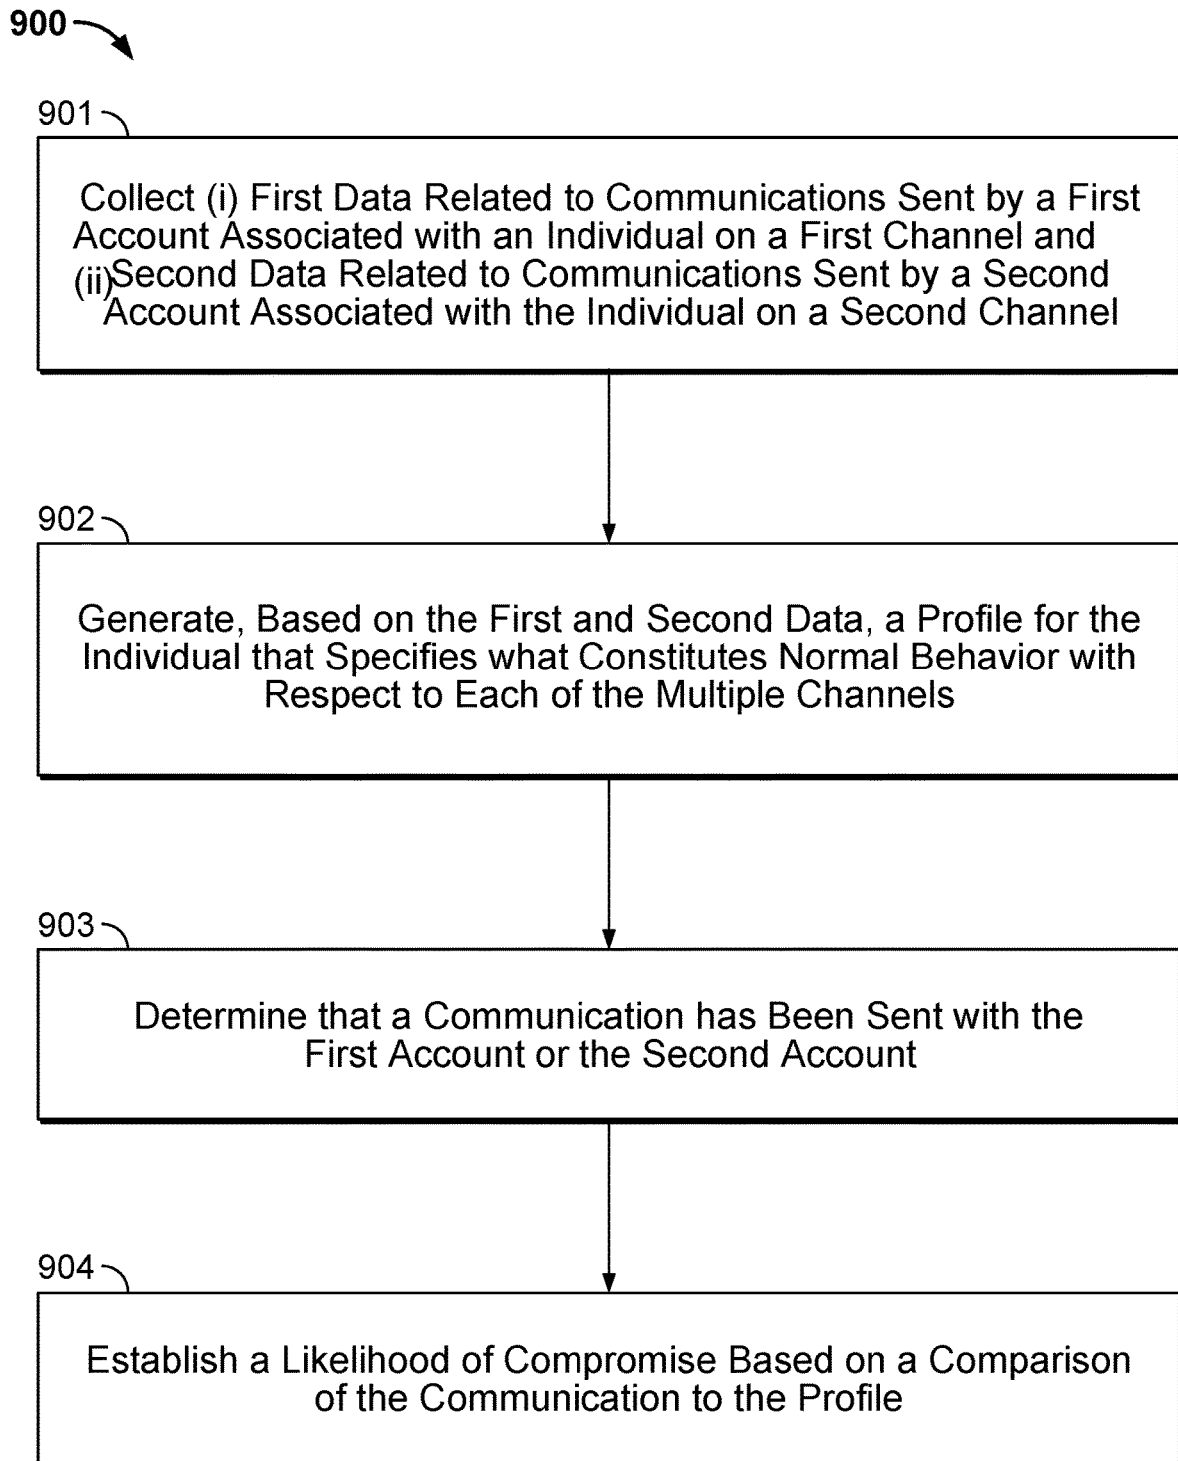 900
901
Collect (i) First Data Related to Communications Sent by a First
Account Associated with an Individual on a First Channel and
(ii)Second Data Related to Communications Sent by a Second
Account Associated with the Individual on a Second Channel
902
Generate, Based on the First and Second Data, a Profile for the
Individual that Specifies what Constitutes Normal Behavior with
Respect to Each of the Multiple Channels
903
Determine that a Communication has Been Sent with the
First Account or the Second Account
904
Establish a Likelihood of Compromise Based on a Comparison
of the Communication to the Profile